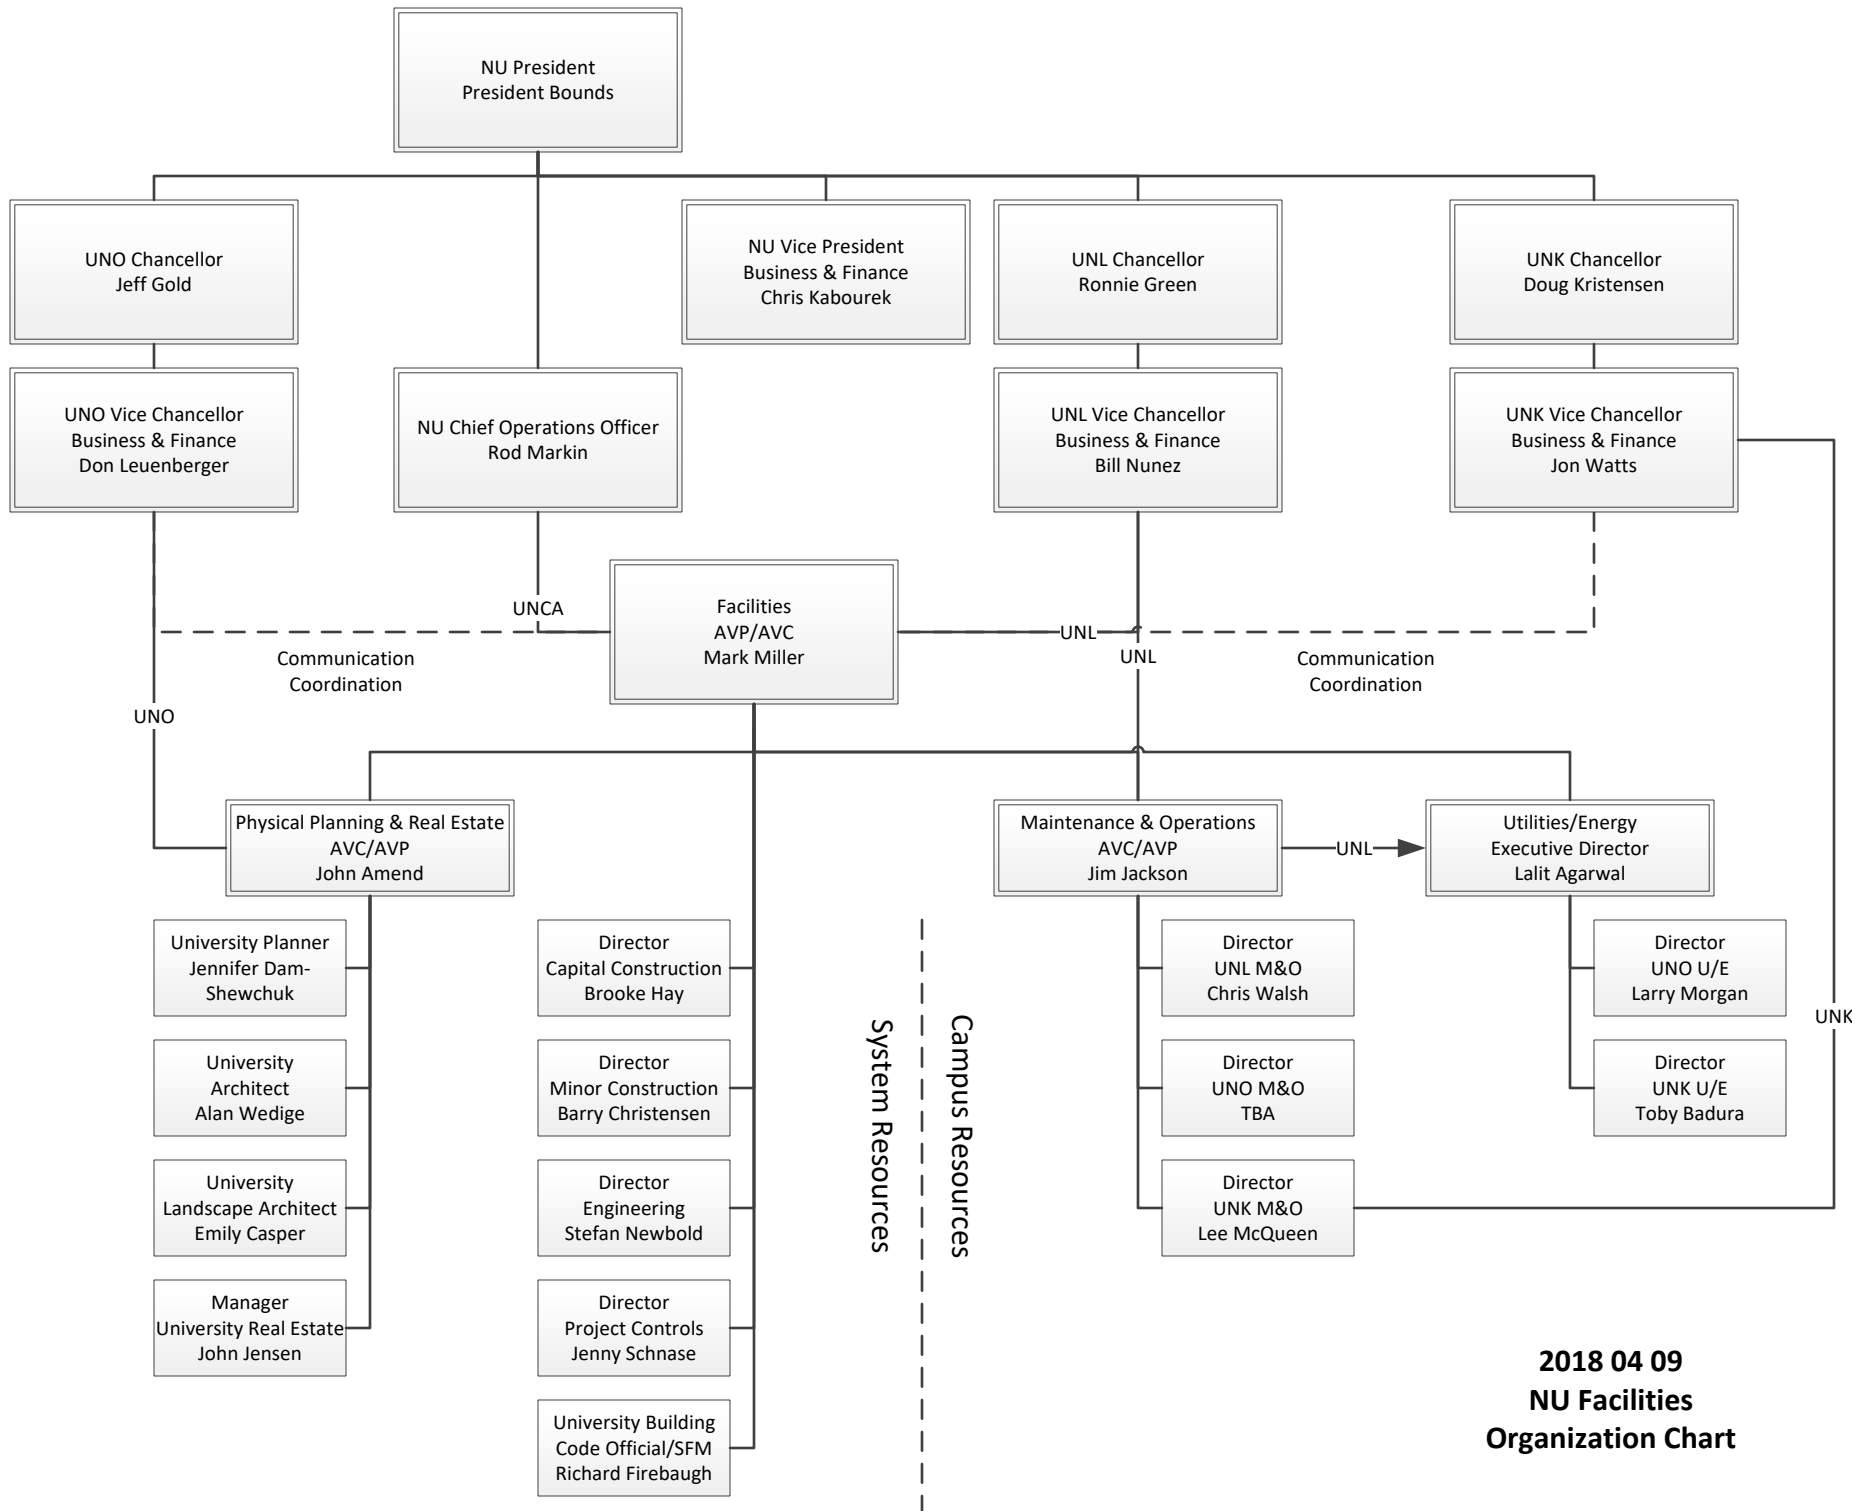 NU President
President Bounds
UNO Chancellor
Jeff Gold
NU Vice President
Business & Finance
Chris Kabourek
UNL Chancellor
Ronnie Green
UNK Chancellor
Doug Kristensen
UNO Vice Chancellor
Business & Finance
Don Leuenberger
NU Chief Operations Officer
Rod Markin
UNL Vice Chancellor
Business & Finance
Bill Nunez
UNK Vice Chancellor
Business & Finance
Jon Watts
UNCA
Facilities
AVP/AVC
Mark Miller
UNL
UNL
Communication
Coordination
Communication
Coordination
UNO
Physical Planning & Real Estate
AVC/AVP
John Amend
Maintenance & Operations
AVC/AVP
Jim Jackson
UNL
Utilities/Energy
Executive Director
Lalit Agarwal
University Planner
Jennifer Dam-
Shewchuk
University
Architect
Alan Wedige
University
Landscape Architect
Emily Casper
Manager
University Real Estate
John Jensen
Director
Capital Construction
Brooke Hay
Director
Minor Construction
Barry Christensen
Director
Engineering
Stefan Newbold
Director
Project Controls
Jenny Schnase
University Building
Code Official/SFM
Richard Firebaugh
System Resources
Campus Resources
Director
UNL M&O
Chris Walsh
Director
UNO M&O
TBA
Director
UNK M&O
Lee McQueen
Director
UNO U/E
Larry Morgan
Director
UNK U/E
Toby Badura
UNK
2018 04 09
NU Facilities
Organization Chart